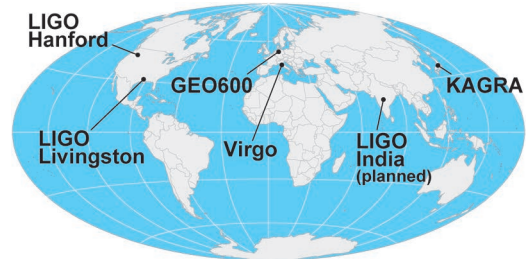 LIGO
Hanford
GEO600
KAGRA
LIGO
Livingston
Virgo
LIGO
India
(planned)